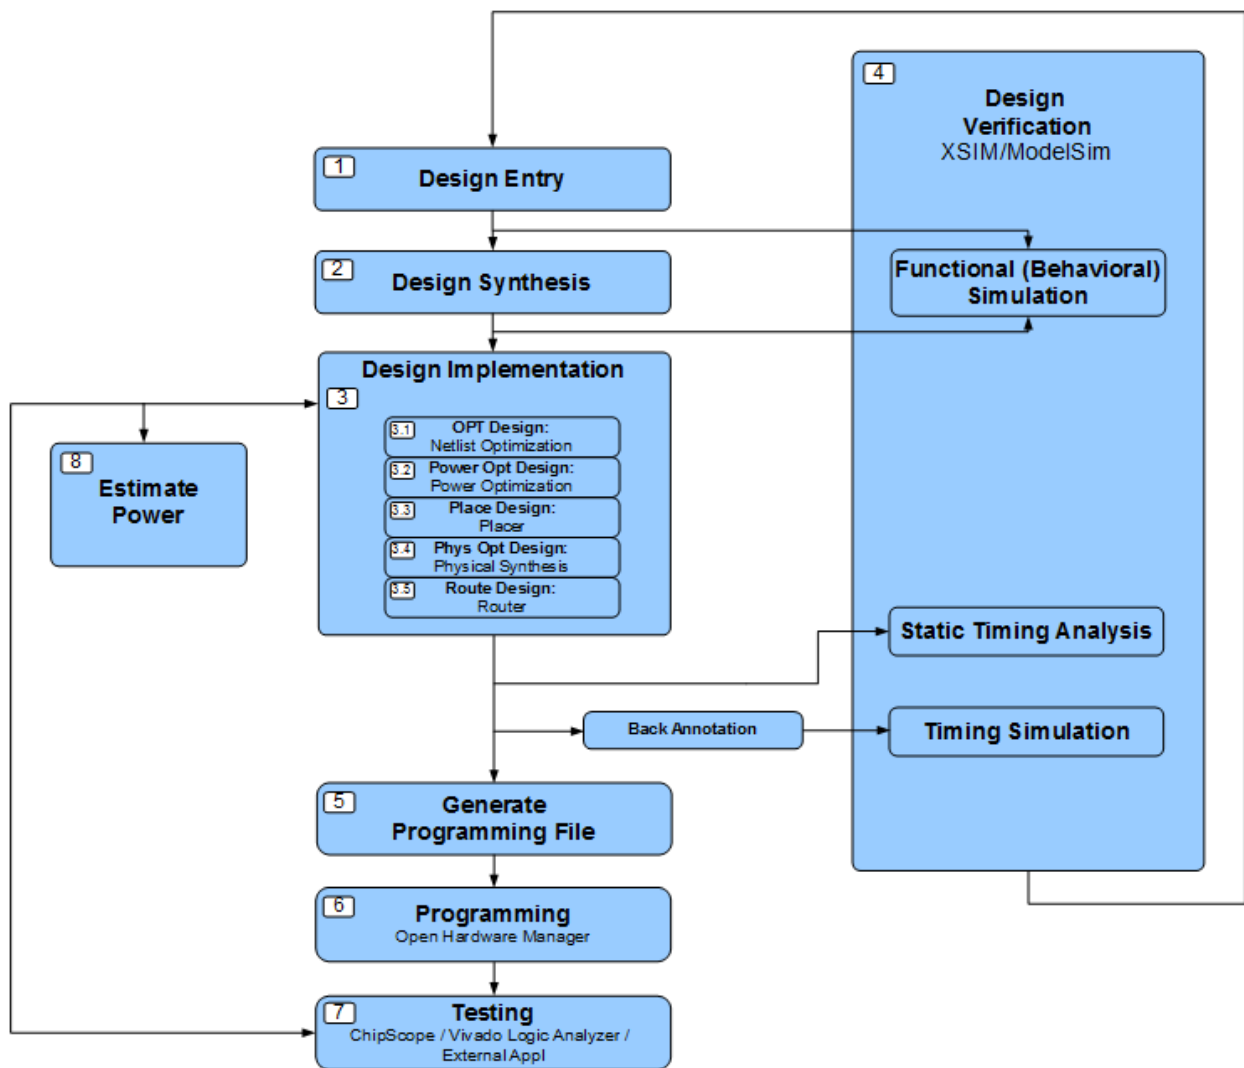 4
Design
Verification
XSIM/ModelSim
1
Design Entry
2
Design Synthesis
Functional (Behavioral)
Simulation
Design Implementation
3
3.1
OPT Design:
Netlist Optimization
3.2
Power Opt Design:
Power Optimization
3.3
Place Design:
Placer
3.4
Phys Opt Design:
Physical Synthesis
3.5
Route Design:
Router
8
Estimate
Power
Static Timing Analysis
Back Annotation
Timing Simulation
5
Generate
Programming File
6
Programming
Open Hardware Manager
7
Testing
ChipScope / Vivado Logic Analyzer /
External Appl